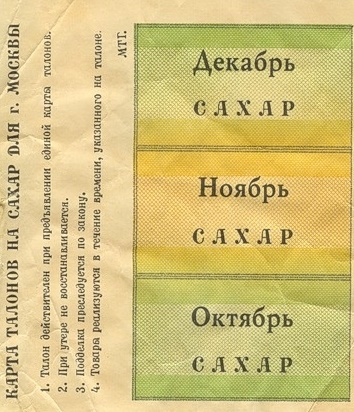 КАРТА ТАЛОНОВ НА САХАР ДЛЯ г. МОСКВЫ
1. Талон действителен при предъявлении единой карты талонов.
2. При утере не восстанавливается.
3. Подделка преследуется по закону.
4. Товары реализуются в течение времени, указанного на талоне.
МТГ.
Декабрь
САХАР
Ноябрь
САХАР
Октябрь
САХАР